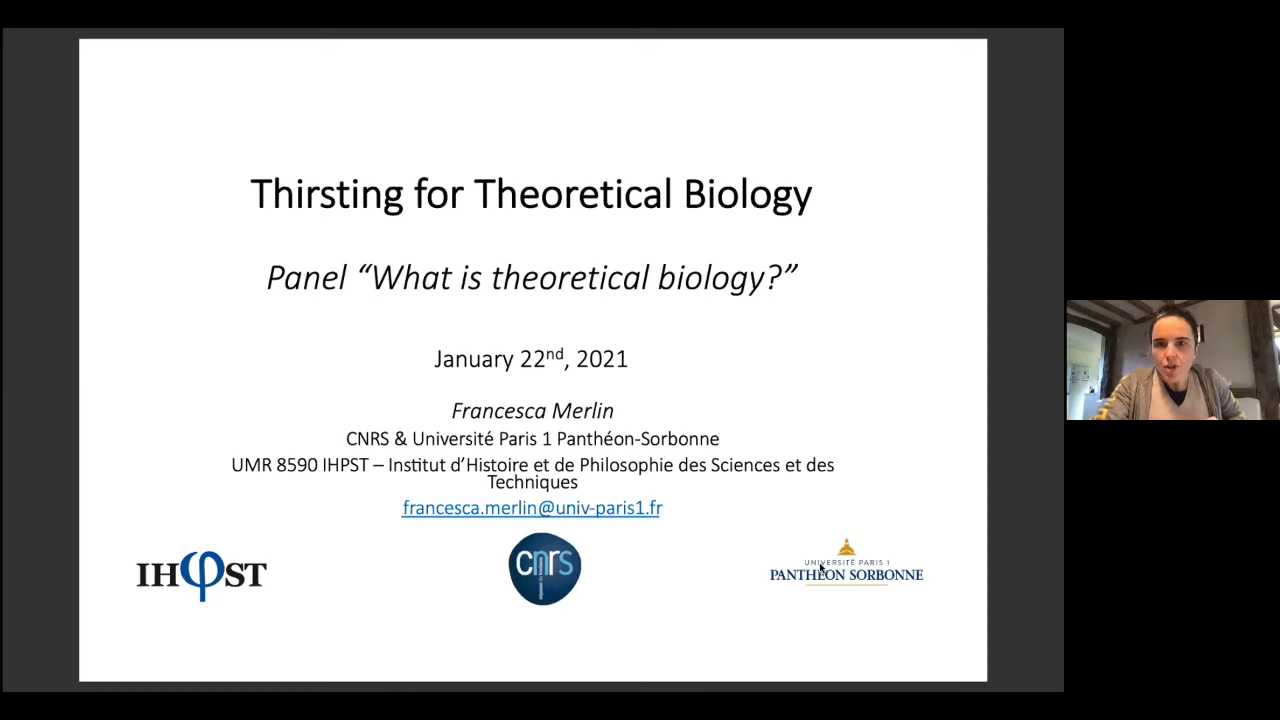 Thirsting for Theoretical Biology
Panel “What is theoretical biology?”
January 22nd, 2021
Francesca Merlin
CNRS & Université Paris 1 Panthéon-Sorbonne
UMR 8590 IHPST – Institut d’Histoire et de Philosophie des Sciences et des
Techniques
francesca.merlin@univ-paris1.fr
IHφST
cnrs
UNIVERSITÉ PARIS 1
PANTHÉON SORBONNE